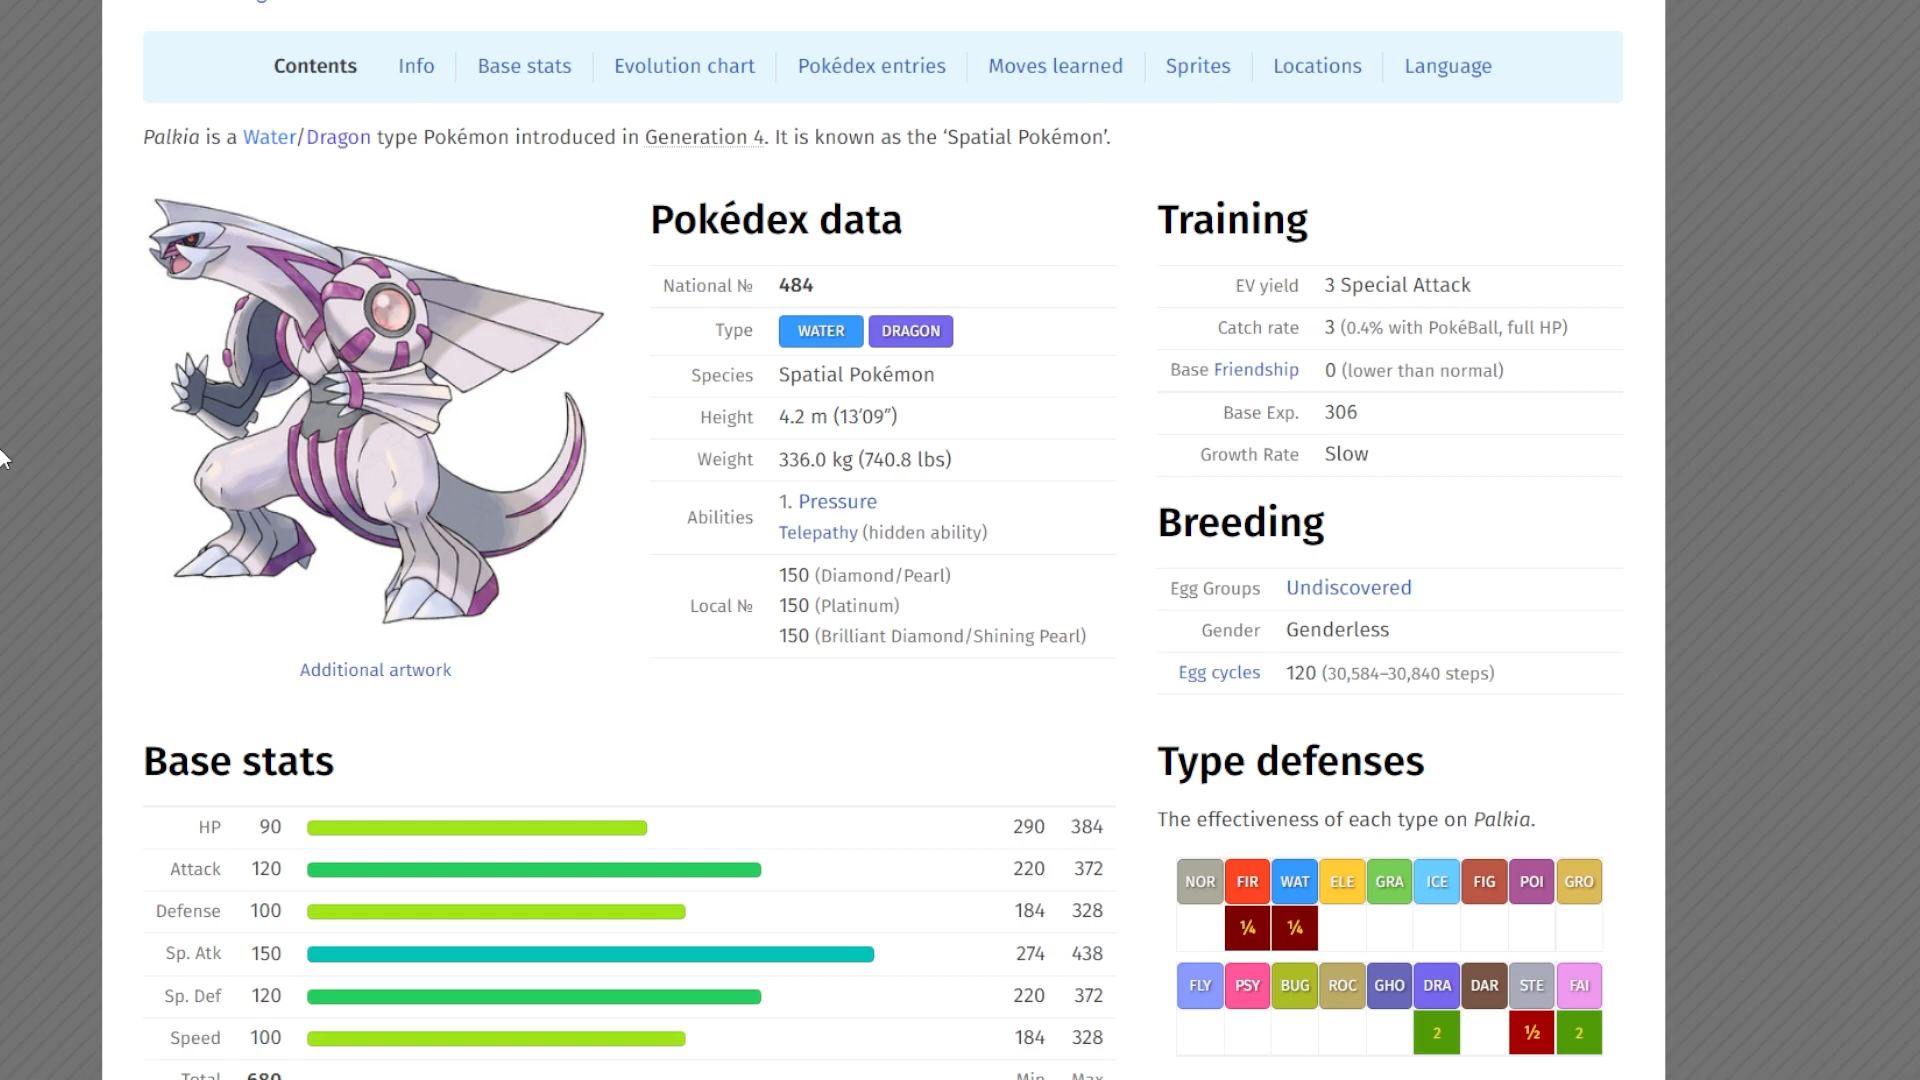 Contents Info Base stats Evolution chart Pokédex entries Moves learned Sprites Locations Language
Palkia is a Water/Dragon type Pokémon introduced in Generation 4. It is known as the ‘Spatial Pokémon’.
Additional artwork
Pokédex data
National № 484
Type WATER DRAGON
Species Spatial Pokémon
Height 4.2 m (13′09″)
Weight 336.0 kg (740.8 lbs)
Abilities 1. Pressure
Telepathy (hidden ability)
Local № 150 (Diamond/Pearl)
150 (Platinum)
150 (Brilliant Diamond/Shining Pearl)
Training
EV yield 3 Special Attack
Catch rate 3 (0.4% with PokéBall, full HP)
Base Friendship 0 (lower than normal)
Base Exp. 306
Growth Rate Slow
Breeding
Egg Groups Undiscovered
Gender Genderless
Egg cycles 120 (30,584–30,840 steps)
Base stats
HP 90 290 384
Attack 120 220 372
Defense 100 184 328
Sp. Atk 150 274 438
Sp. Def 120 220 372
Speed 100 184 328
Total 680 Min Max
Type defenses
The effectiveness of each type on Palkia.
NOR FIR WAT ELE GRA ICE FIG POI GRO
¼ ¼
FLY PSY BUG ROC GHO DRA DAR STE FAI
2 ½ 2